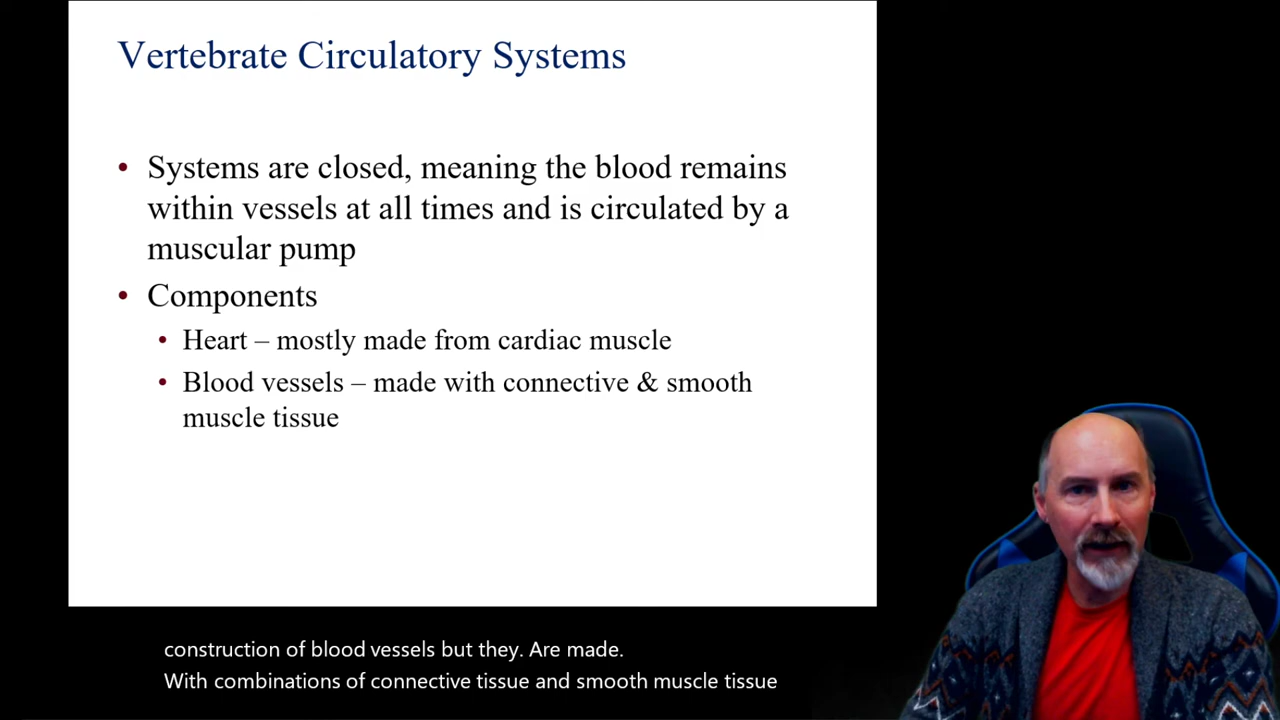 Vertebrate Circulatory Systems
• Systems are closed, meaning the blood remains
within vessels at all times and is circulated by a
muscular pump
• Components
• Heart – mostly made from cardiac muscle
• Blood vessels – made with connective & smooth
muscle tissue
construction of blood vessels but they. Are made.
With combinations of connective tissue and smooth muscle tissue